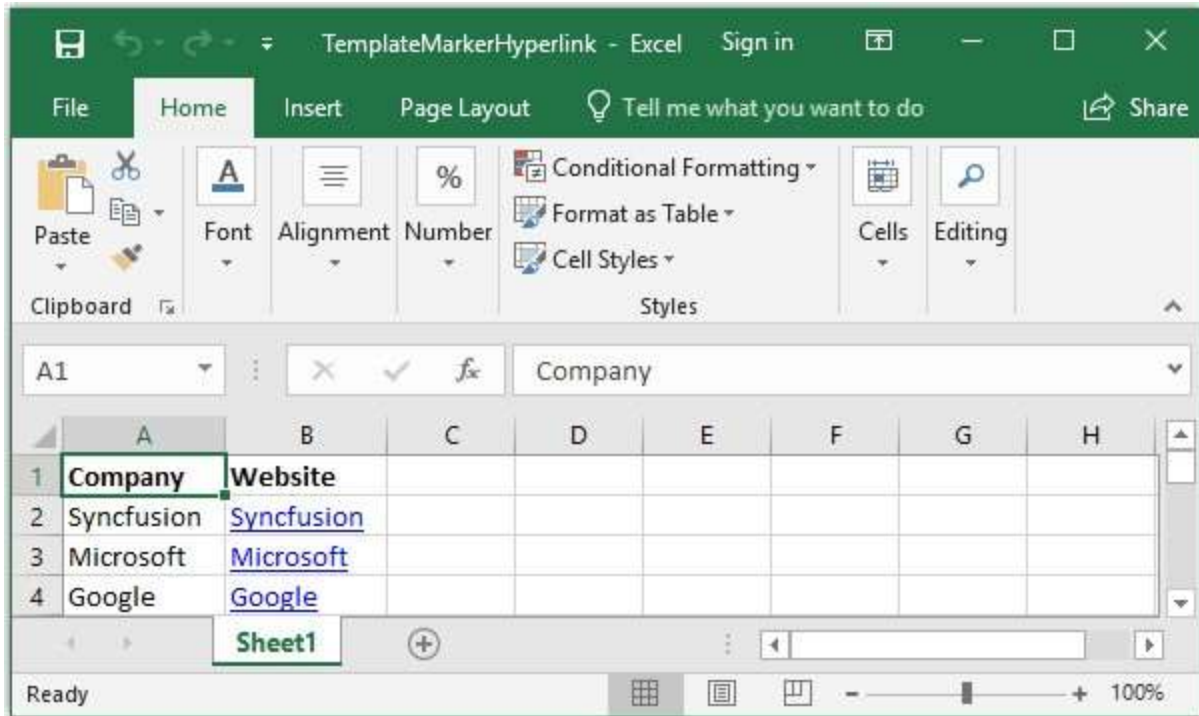 TemplateMarkerHyperlink - Excel Sign in
File Home Insert Page Layout Tell me what you want to do Share
Paste
Clipboard
A
Font
Alignment
%
Number
Conditional Formatting
Format as Table
Cell Styles
Styles
Cells
Editing
A1 fx Company
A B C D E F G H
1 Company Website
2 Syncfusion Syncfusion
3 Microsoft Microsoft
4 Google Google
Sheet1
Ready - + 100%